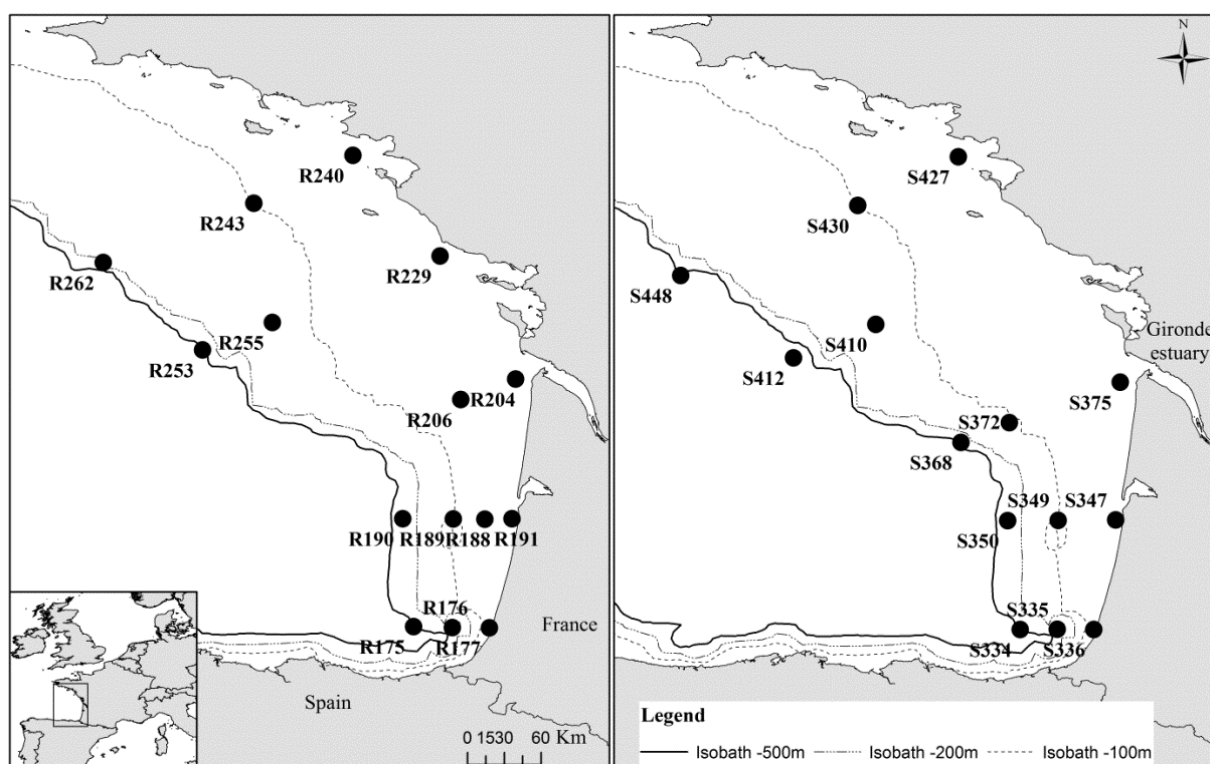 N
R240
S427
R243
S430
R229
R262
S448
Gironde
estuary
R255
S410
R253
S412
R204
S375
R206
S372
S368
R190
R189
R188
R191
S349
S347
S350
R176
S335
R175
R177
France
S334
S336
Spain
Legend
0 1530 60 Km
Isobath -500m
Isobath -200m
Isobath -100m